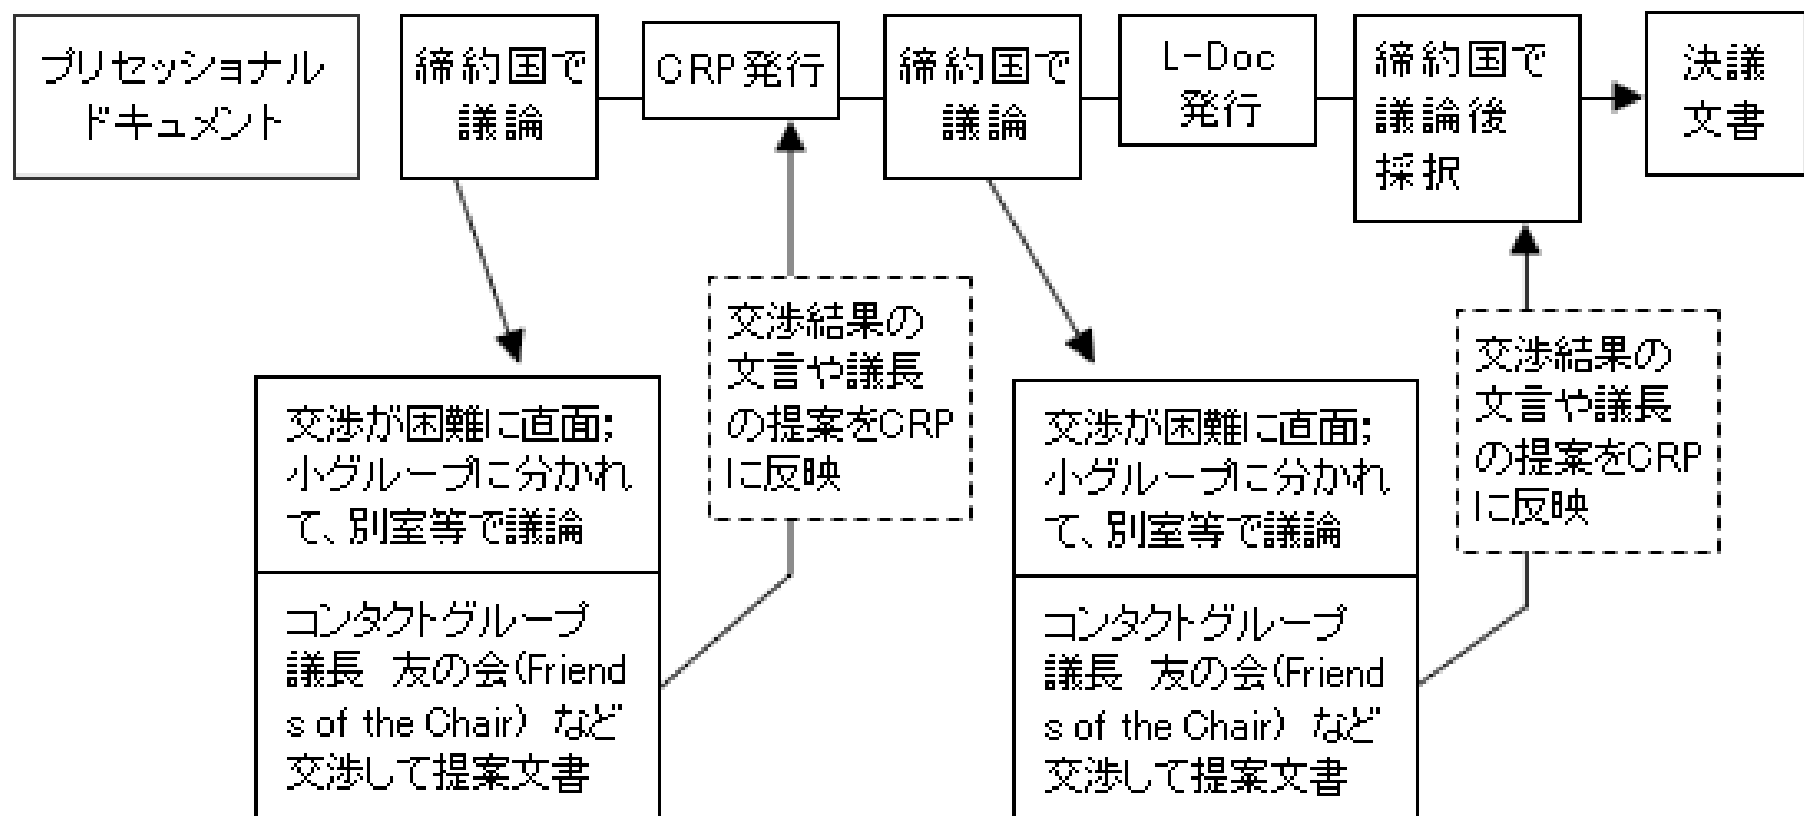 プリセッショナル
ドキュメント
締約国で
議論
CRP発行
締約国で
議論
L-Doc
発行
締約国で
議論後
採択
決議
文書
交渉が困難に直面;
小グループに分かれ
て、別室等で議論
コンタクトグループ
議長 友の会(Friend
s of the Chair) など
交渉して提案文書
交渉結果の
文言や議長
の提案をCRP
に反映
交渉が困難に直面;
小グループに分かれ
て、別室等で議論
コンタクトグループ
議長 友の会(Friend
s of the Chair) など
交渉して提案文書
交渉結果の
文言や議長
の提案をCRP
に反映